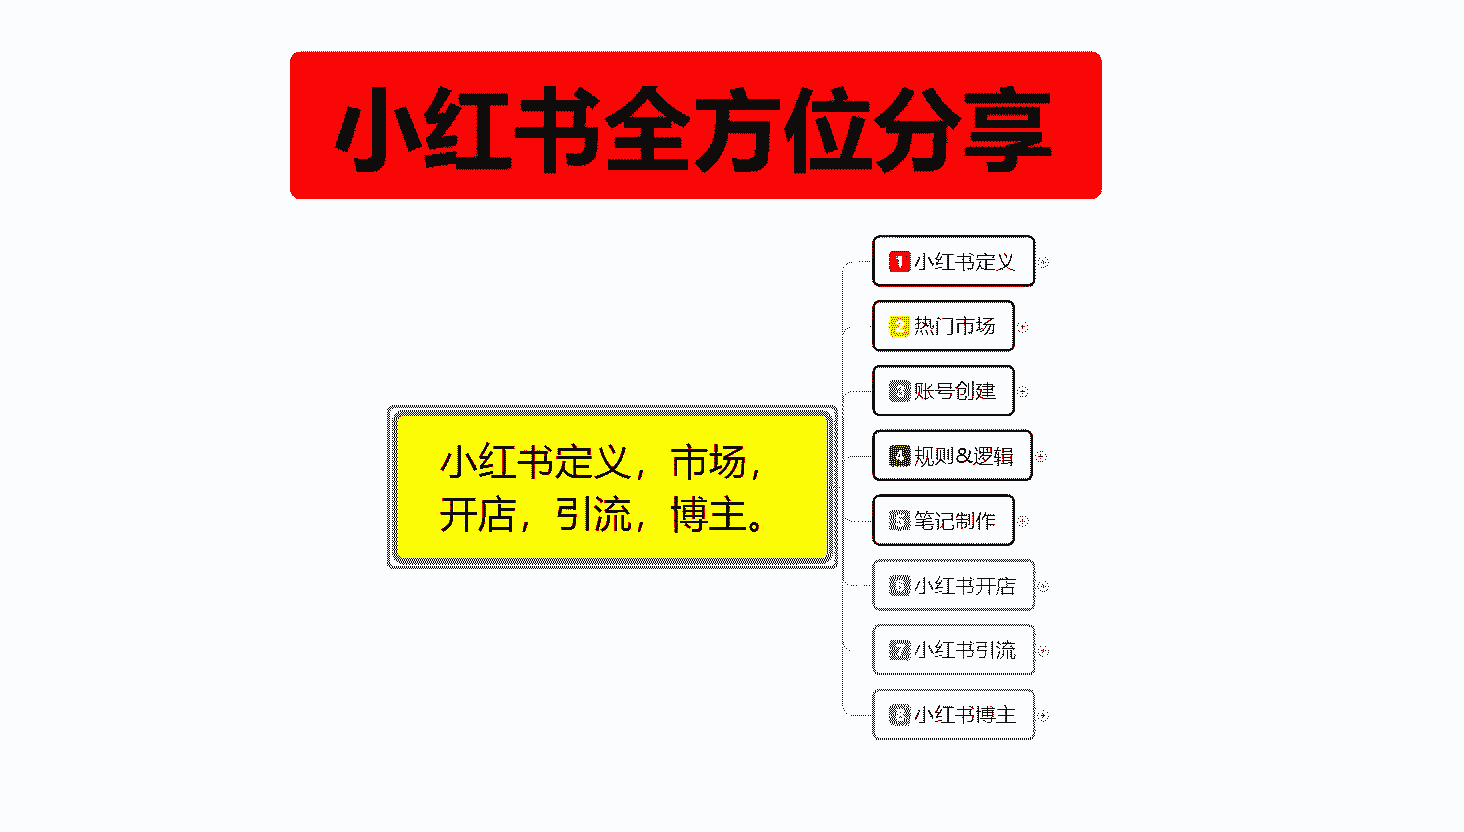 小红书全方位分享
小红书定义，市场，
开店，引流，博主。
1 小红书定义
2 热门市场
3 账号创建
4 规则&逻辑
5 笔记制作
6 小红书开店
7 小红书引流
8 小红书博主